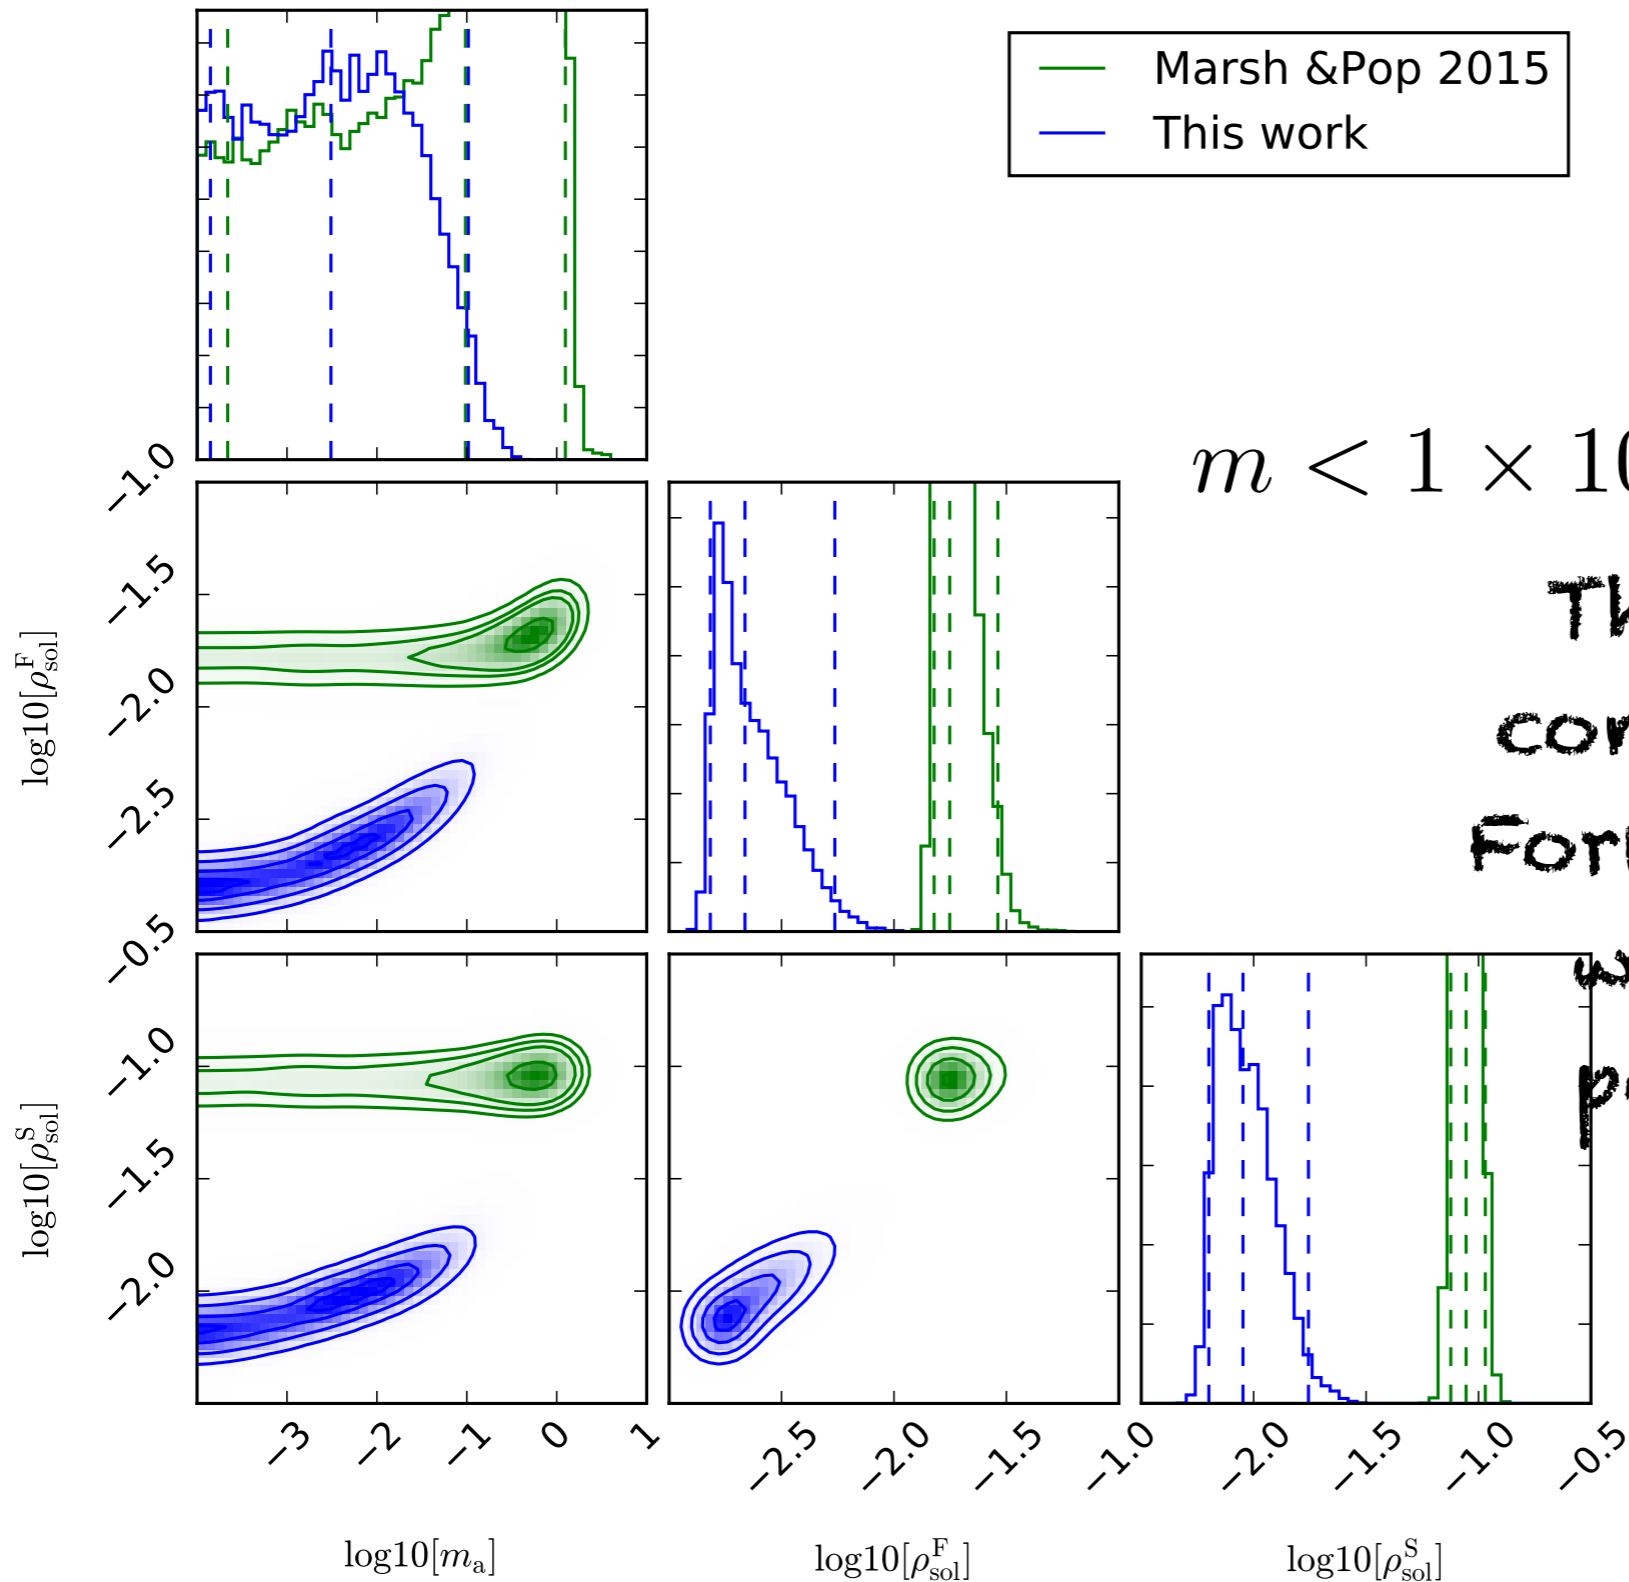 Marsh &Pop 2015
This work
−1.0
m < 1 × 10
−1.5
log10[ρ^F_sol]
−2.0
−2.5
−0.5
−1.0
log10[ρ^S_sol]
−1.5
−2.0
−3 −2 −1 0 1 −2.5 −2.0 −1.5 −1.0 −2.0 −1.5 −1.0 −0.5
log10[m_a] log10[ρ^F_sol] log10[ρ^S_sol]